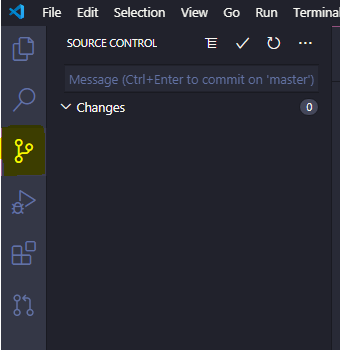 File Edit Selection View Go Run Terminal
SOURCE CONTROL
Message (Ctrl+Enter to commit on 'master')
Changes 0